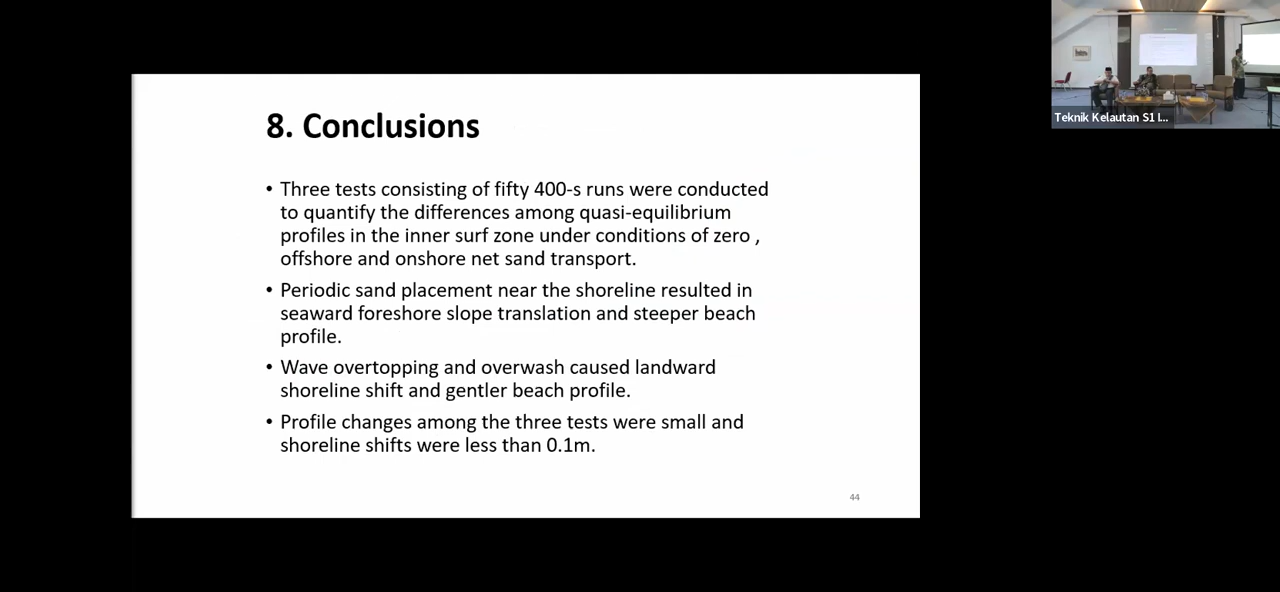 8. Conclusions
• Three tests consisting of fifty 400-s runs were conducted
to quantify the differences among quasi-equilibrium
profiles in the inner surf zone under conditions of zero ,
offshore and onshore net sand transport.
• Periodic sand placement near the shoreline resulted in
seaward foreshore slope translation and steeper beach
profile.
• Wave overtopping and overwash caused landward
shoreline shift and gentler beach profile.
• Profile changes among the three tests were small and
shoreline shifts were less than 0.1m.
44
Teknik Kelautan S1 I...